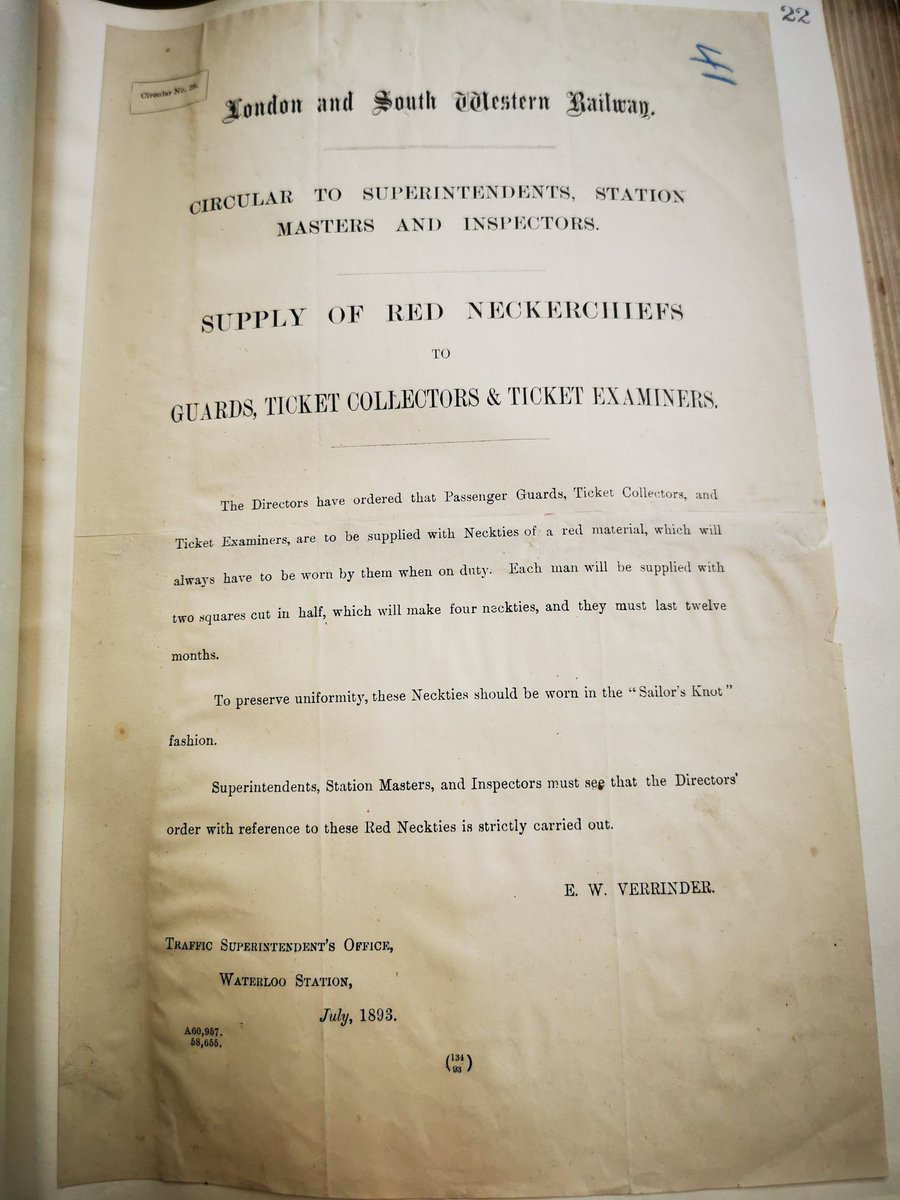 22
Circular No. 29.
London and South Western Railway.
CIRCULAR TO SUPERINTENDENTS, STATION
MASTERS AND INSPECTORS.
SUPPLY OF RED NECKERCHIEFS
TO
GUARDS, TICKET COLLECTORS & TICKET EXAMINERS.
The Directors have ordered that Passenger Guards, Ticket Collectors, and
Ticket Examiners, are to be supplied with Neckties of a red material, which will
always have to be worn by them when on duty. Each man will be supplied with
two squares cut in half, which will make four neckties, and they must last twelve
months.
To preserve uniformity, these Neckties should be worn in the "Sailor's Knot"
fashion.
Superintendents, Station Masters, and Inspectors must see that the Directors'
order with reference to these Red Neckties is strictly carried out.
E. W. VERRINDER.
TRAFFIC SUPERINTENDENT'S OFFICE,
WATERLOO STATION,
July, 1893.
A60,957.
58,655.
(134
93)